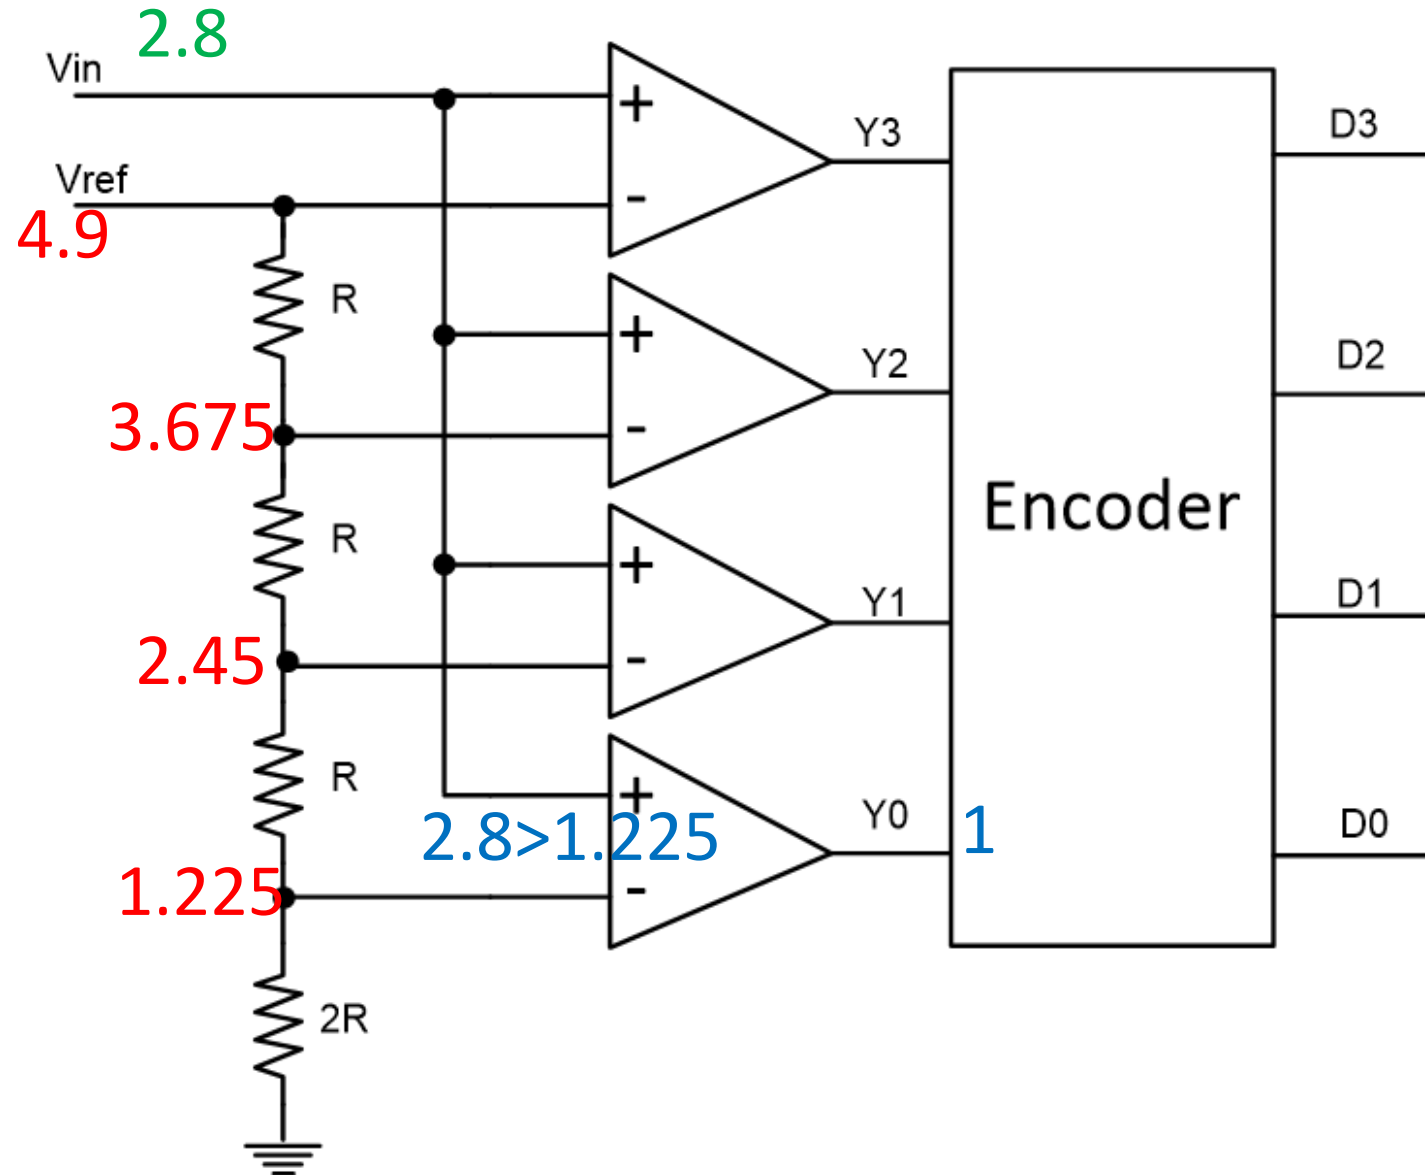 2.8
Vin
+
Y3
D3
Vref
-
4.9
R
+
Y2
D2
3.675
-
Encoder
R
+
Y1
D1
2.45
-
R
+
2.8>1.225
Y0
1
D0
1.225
-
2R